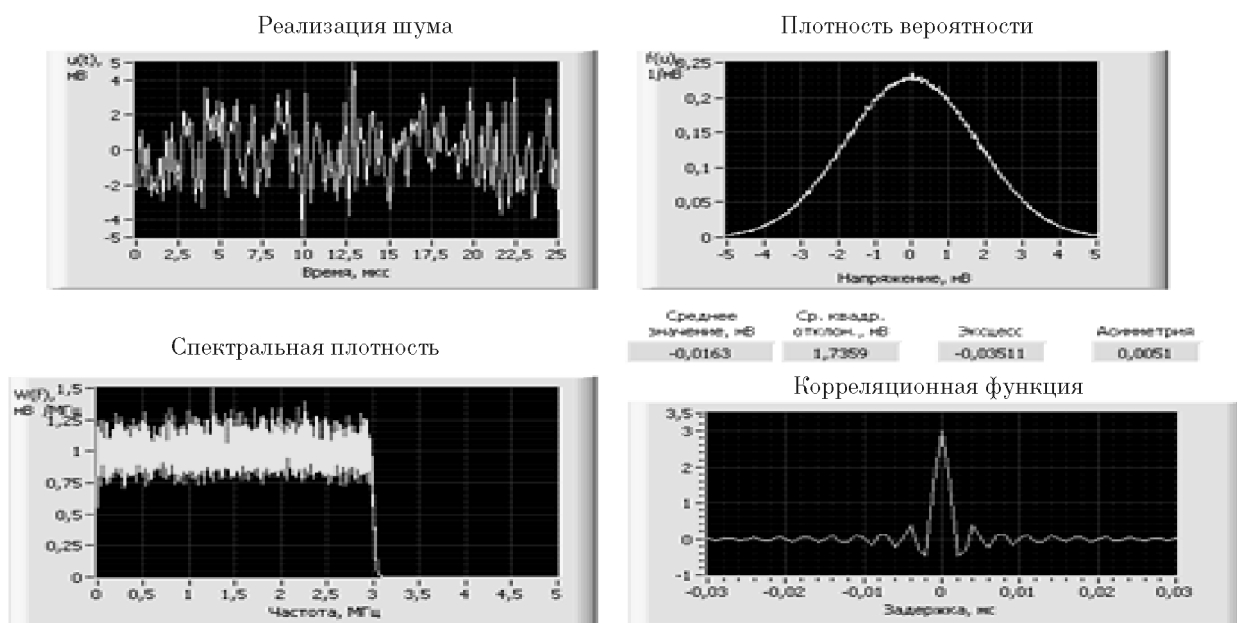 Реализация шума
u(t),
мВ
5
4
2
0
-2
-4
-5
0 2,5 5 7,5 10 12,5 15 17,5 20 22,5 25
Время, мкс
Плотность вероятности
f(u),
1/мВ
0,25
0,2
0,15
0,1
0,05
0
-5 -4 -3 -2 -1 0 1 2 3 4 5
Напряжение, мВ
Среднее
значение, мВ
-0,0163
Ср. квадр.
отклон., мВ
1,7359
Эксцесс
-0,03511
Асимметрия
0,0051
Спектральная плотность
W(f),
мВ /МГц
1,5
1,25
1
0,75
0,5
0,25
0
0 0,5 1 1,5 2 2,5 3 3,5 4 4,5 5
Частота, МГц
Корреляционная функция
3,5
3
2
1
0
-1
-0,03 -0,02 -0,01 0 0,01 0,02 0,03
Задержка, мс